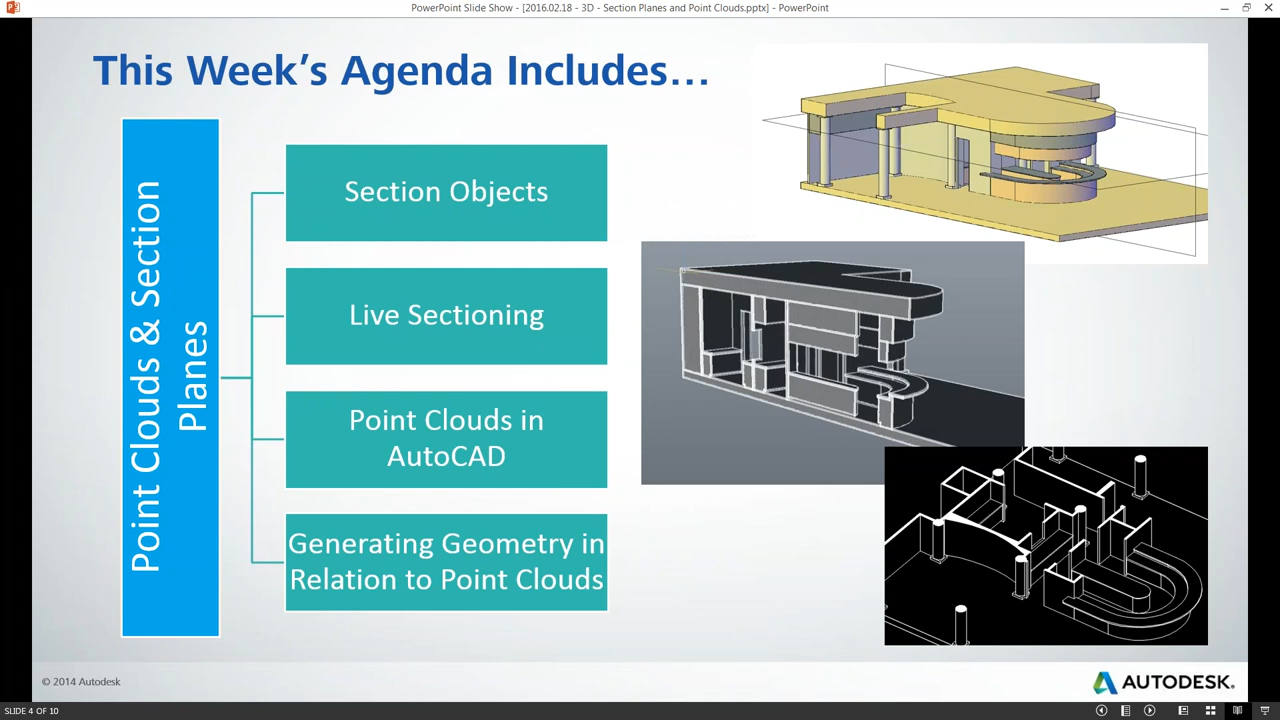 PowerPoint Slide Show - [2016.02.18 - 3D - Section Planes and Point Clouds.pptx] - PowerPoint
This Week's Agenda Includes…
Point Clouds & Section
Planes
Section Objects
Live Sectioning
Point Clouds in
AutoCAD
Generating Geometry in
Relation to Point Clouds
© 2014 Autodesk
AUTODESK.
SLIDE 4 OF 10